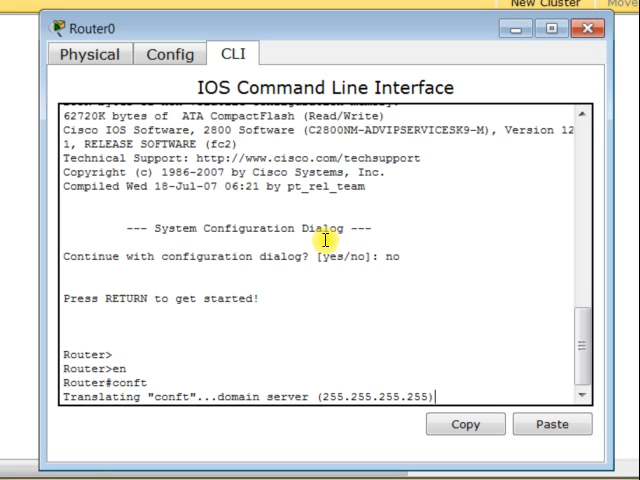 New Cluster
Move
Router0
Physical
Config
CLI
IOS Command Line Interface
62720K bytes of  ATA CompactFlash (Read/Write)
Cisco IOS Software, 2800 Software (C2800NM-ADVIPSERVICESK9-M), Version 12
1, RELEASE SOFTWARE (fc2)
Technical Support: http://www.cisco.com/techsupport
Copyright (c) 1986-2007 by Cisco Systems, Inc.
Compiled Wed 18-Jul-07 06:21 by pt_rel_team
--- System Configuration Dialog ---
Continue with configuration dialog? [yes/no]: no
Press RETURN to get started!
Router>
Router>en
Router#conft
Translating "conft"...domain server (255.255.255.255)
Copy
Paste